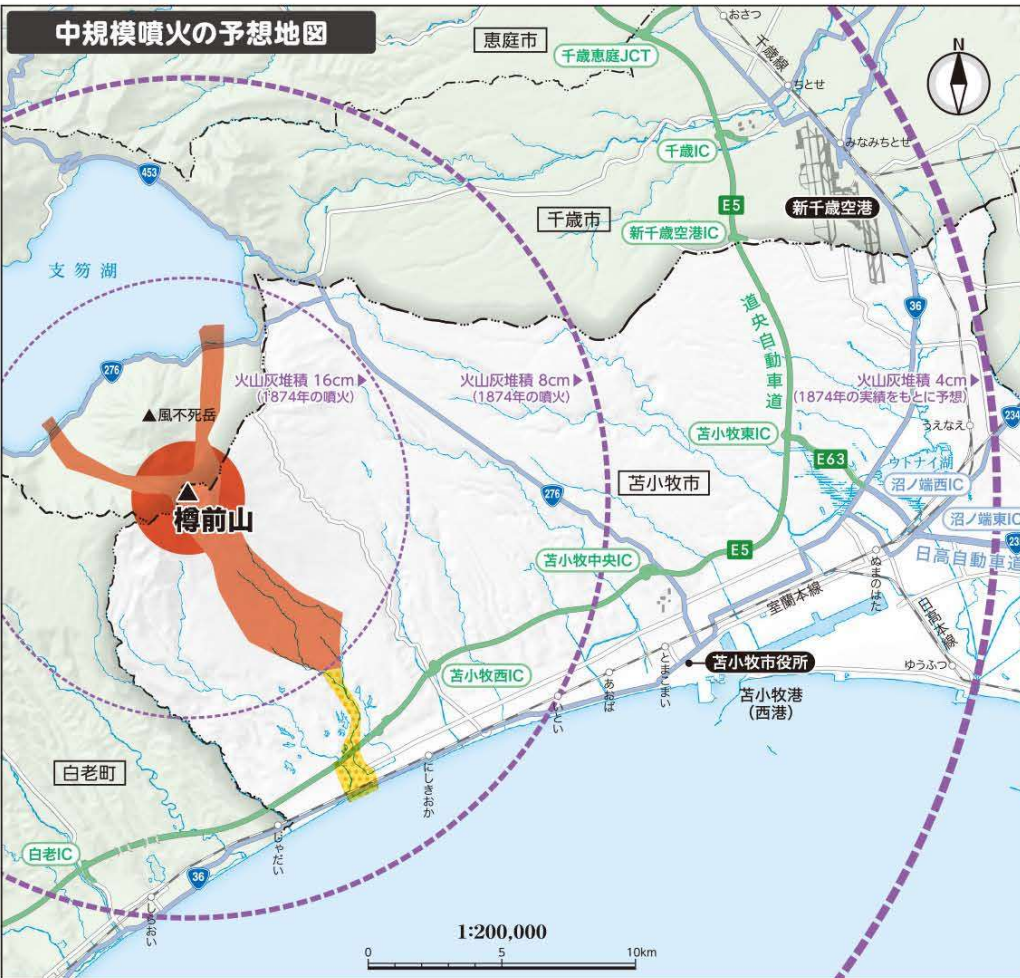 中規模噴火の予想地図
恵庭市
おさつ
千歳線
千歳恵庭JCT
ちとせ
N
453
千歳IC
みなみちとせ
E5
新千歳空港
千歳市
新千歳空港IC
支笏湖
36
道央自動車道
276
火山灰堆積 16cm
(1874年の噴火)
火山灰堆積 8cm
(1874年の噴火)
火山灰堆積 4cm
(1874年の実績をもとに予想)
▲風不死岳
234
うえなえ
苫小牧東IC
E63
ウトナイ湖
沼ノ端西IC
苫小牧市
276
▲
樽前山
沼ノ端東IC
235
日高自動車道
E5
苫小牧中央IC
ぬまのはた
室蘭本線
日高本線
とまこまい
苫小牧市役所
ゆうふつ
苫小牧西IC
あおば
苫小牧港
(西港)
いとい
にしきおか
白老町
しゃだい
白老IC
36
しらおい
1:200,000
0 5 10km